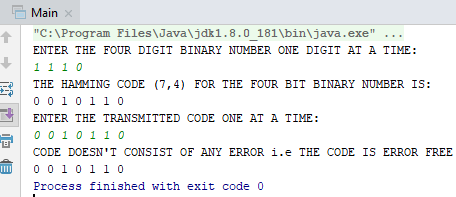 Main
"C:\Program Files\Java\jdk1.8.0_181\bin\java.exe" ...
ENTER THE FOUR DIGIT BINARY NUMBER ONE DIGIT AT A TIME:
1 1 1 0
THE HAMMING CODE (7,4) FOR THE FOUR BIT BINARY NUMBER IS:
0 0 1 0 1 1 0
ENTER THE TRANSMITTED CODE ONE AT A TIME:
0 0 1 0 1 1 0
CODE DOESN'T CONSIST OF ANY ERROR i.e THE CODE IS ERROR FREE
0 0 1 0 1 1 0
Process finished with exit code 0